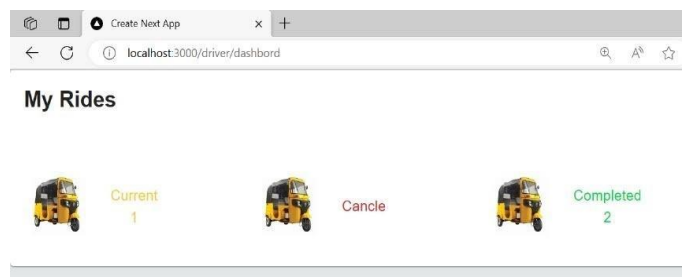 Create Next App
localhost:3000/driver/dashbord
My Rides
Current
1
Cancle
Completed
2